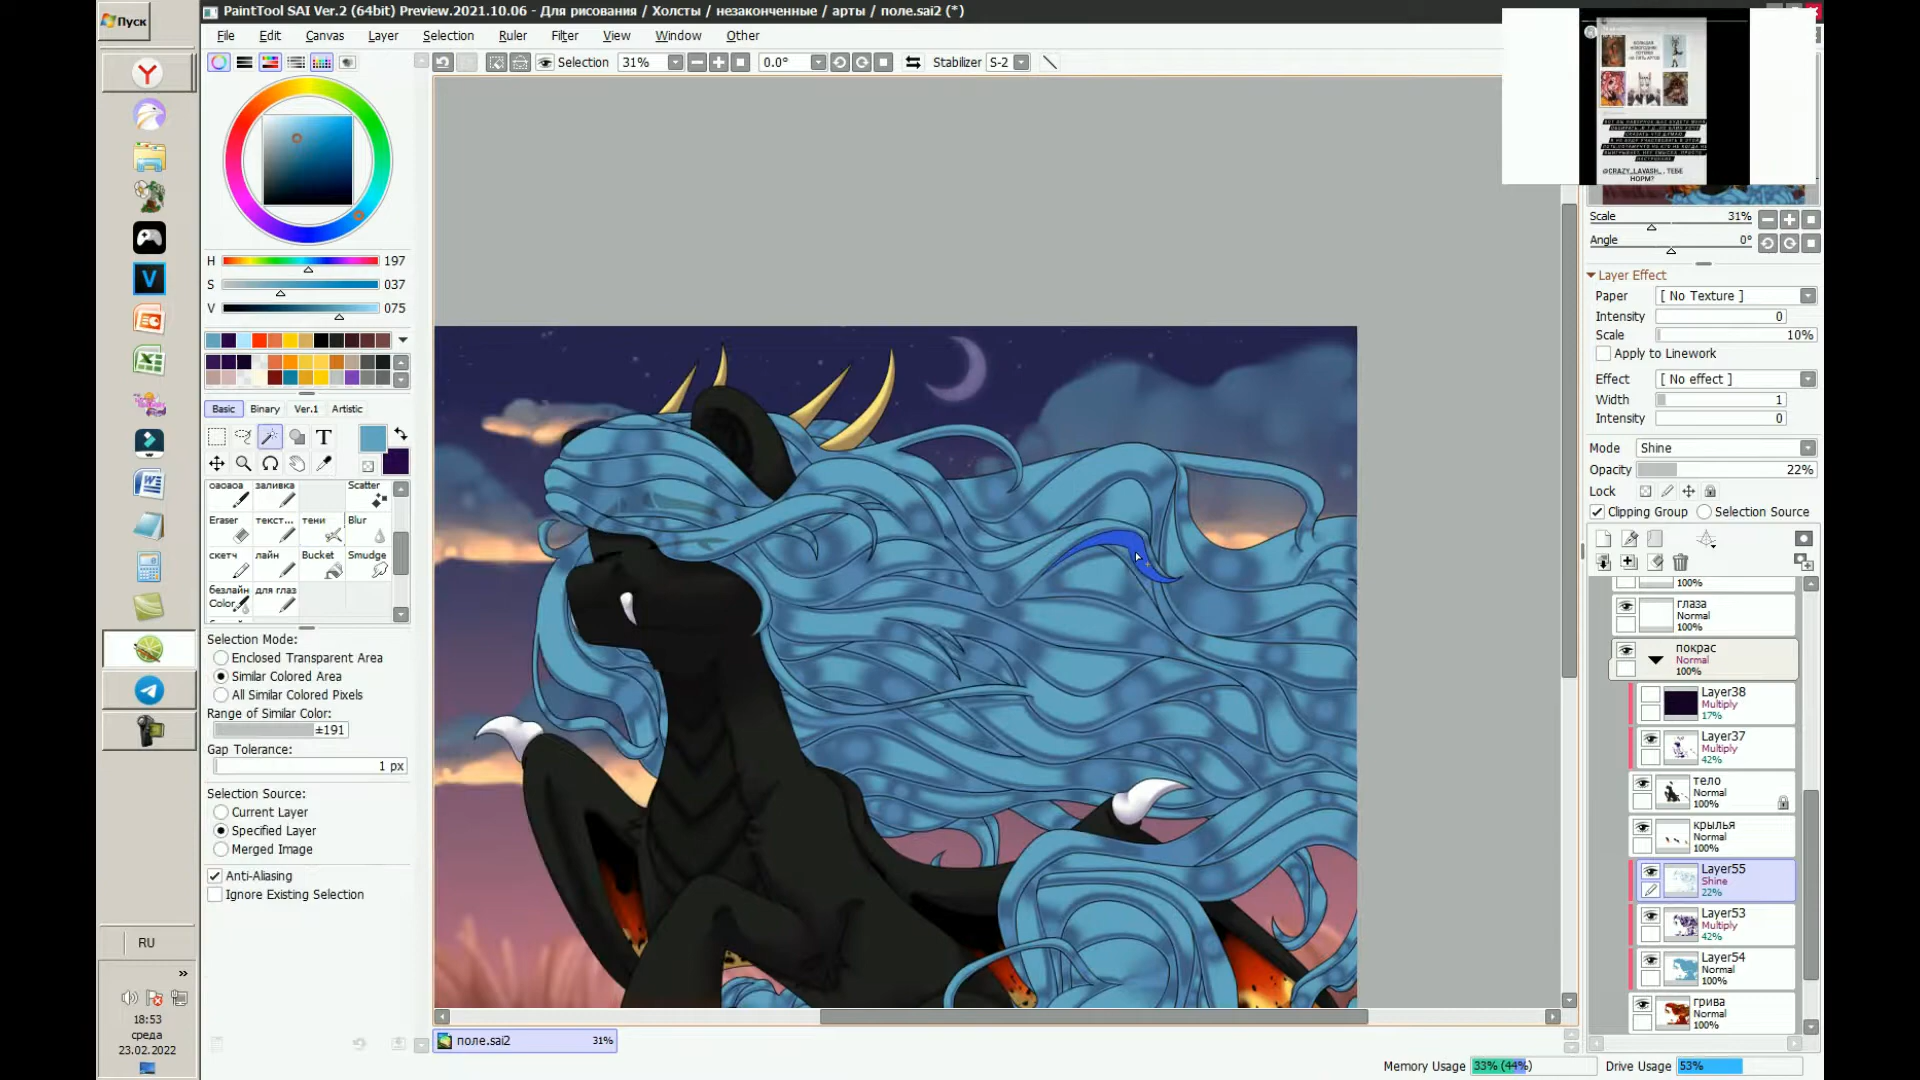 Пуск
PaintTool SAI Ver.2 (64bit) Preview.2021.10.06 - Для рисования / Холсты / незаконченные / арты / поле.sai2 (*)
File Edit Canvas Layer Selection Ruler Filter View Window Other
Selection 31% 0.0° Stabilizer S-2
H 197
S 037
V 075
Basic Binary Ver.1 Artistic
T
оаоаоа заливка Scatter
Eraser текст... тени Blur
скетч лайн Bucket Smudge
безлайн для глаз
Color
Selection Mode:
Enclosed Transparent Area
Similar Colored Area
All Similar Colored Pixels
Range of Similar Color:
±191
Gap Tolerance:
1 px
Selection Source:
Current Layer
Specified Layer
Merged Image
Anti-Aliasing
Ignore Existing Selection
RU
18:53
среда
23.02.2022
поле.sai2 31%
@CRAZY_LAVASH_, ТЕБЕ
НОРМ?
Scale 31%
Angle 0°
Layer Effect
Paper [ No Texture ]
Intensity 0
Scale 10%
Apply to Linework
Effect [ No effect ]
Width 1
Intensity 0
Mode Shine
Opacity 22%
Lock
Clipping Group Selection Source
100%
глаза
Normal
100%
покрас
Normal
100%
Layer38
Multiply
17%
Layer37
Multiply
42%
тело
Normal
100%
крылья
Normal
100%
Layer55
Shine
22%
Layer53
Multiply
42%
Layer54
Normal
100%
грива
Normal
100%
Memory Usage 33% (44%) Drive Usage 53%